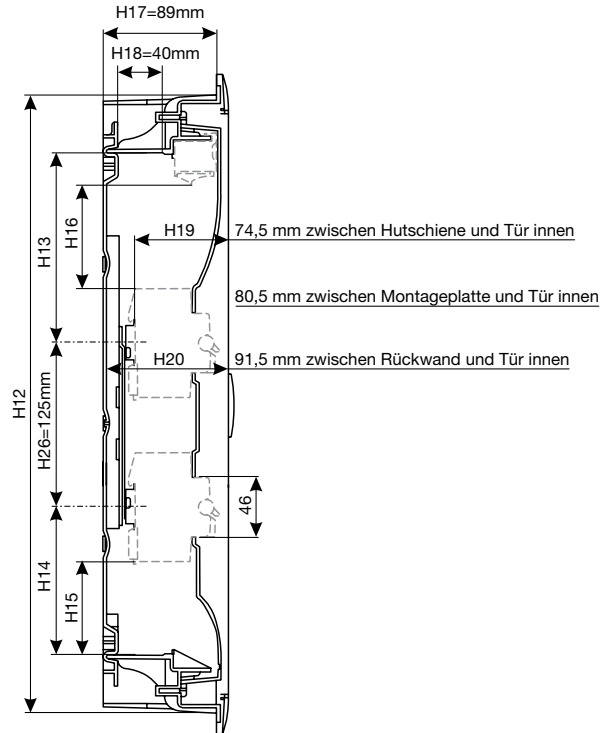 H17=89mm
H18=40mm
H16
H13
H19
74,5 mm zwischen Hutschiene und Tür innen
80,5 mm zwischen Montageplatte und Tür innen
H20
91,5 mm zwischen Rückwand und Tür innen
H12
H26=125mm
46
H14
H15